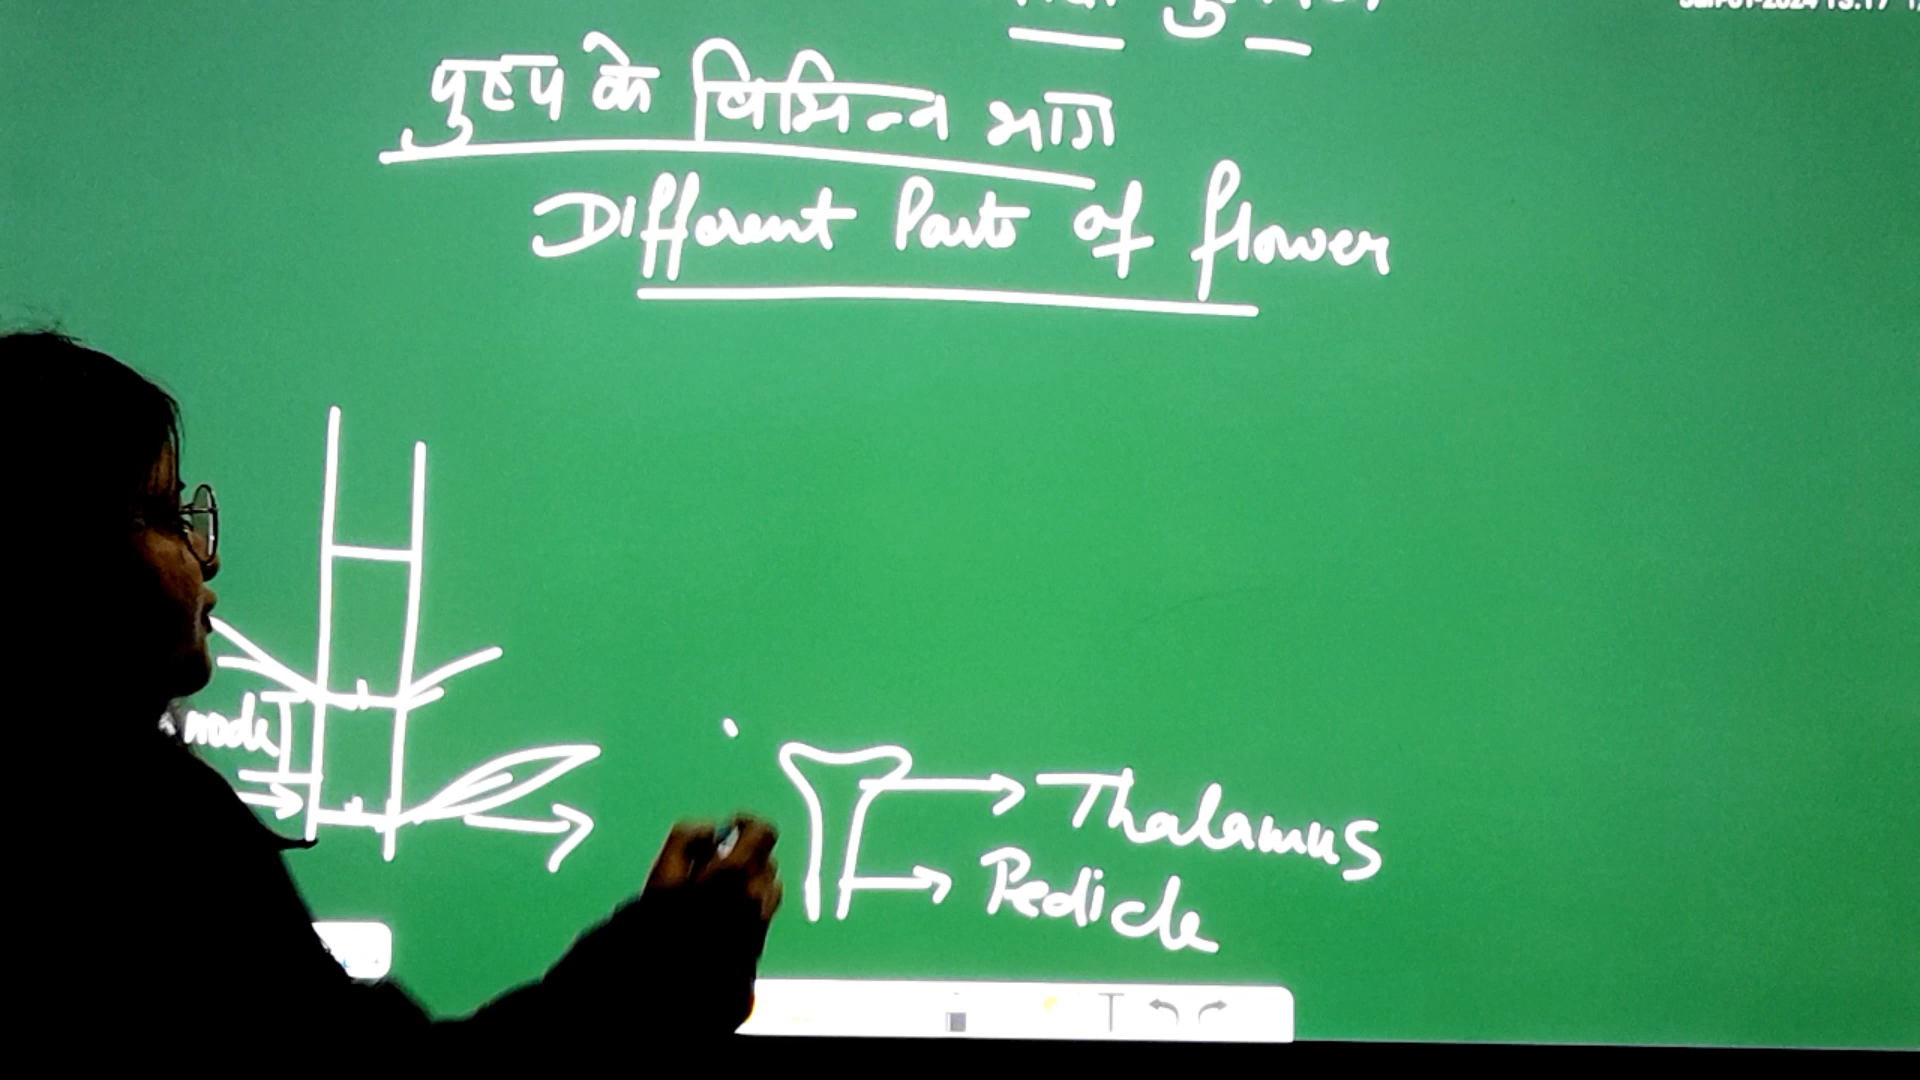 पुष्प के विभिन्न भाग
Different Parts of flower
node
Thalamus
Pedicle
T